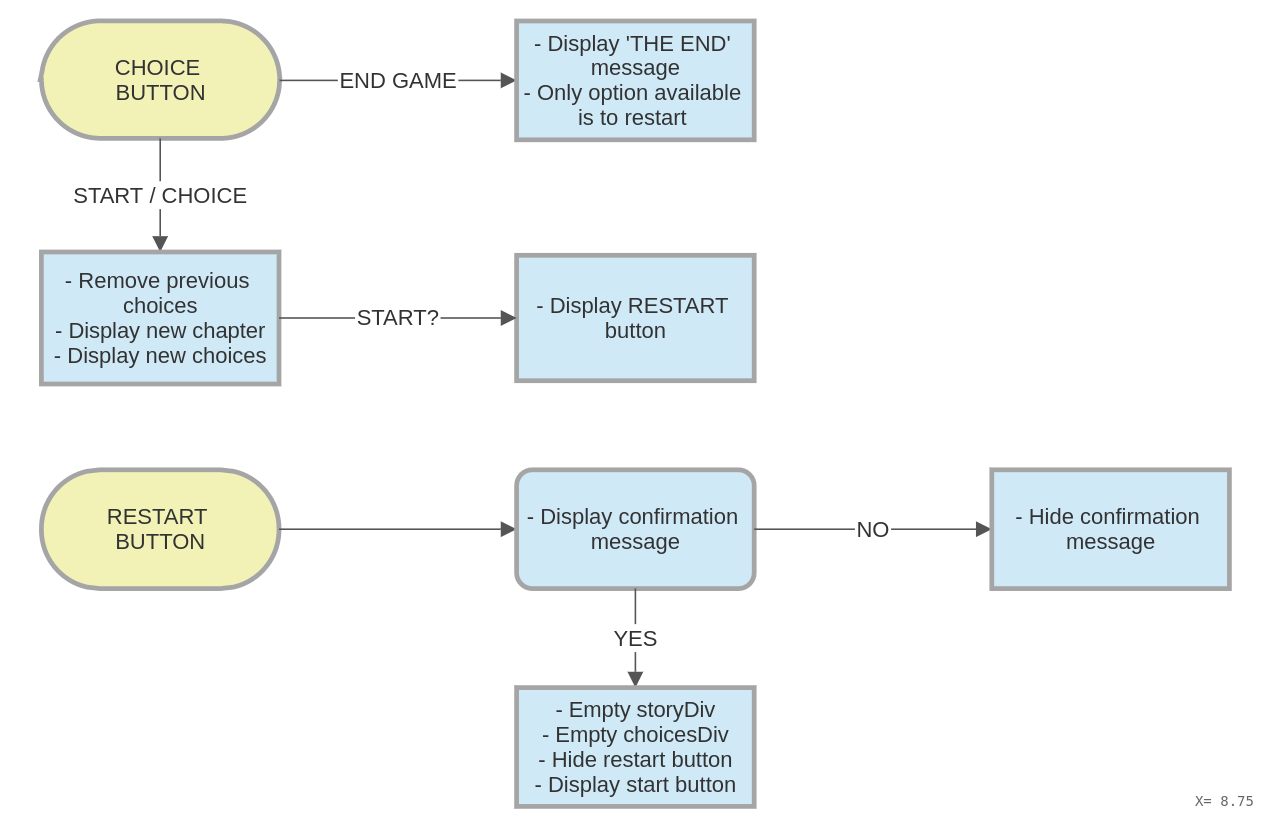 CHOICE
BUTTON
END GAME
- Display 'THE END'
message
- Only option available
is to restart
START / CHOICE
- Remove previous
choices
- Display new chapter
- Display new choices
START?
- Display RESTART
button
RESTART
BUTTON
- Display confirmation
message
NO
- Hide confirmation
message
YES
- Empty storyDiv
- Empty choicesDiv
- Hide restart button
- Display start button
X= 8.75